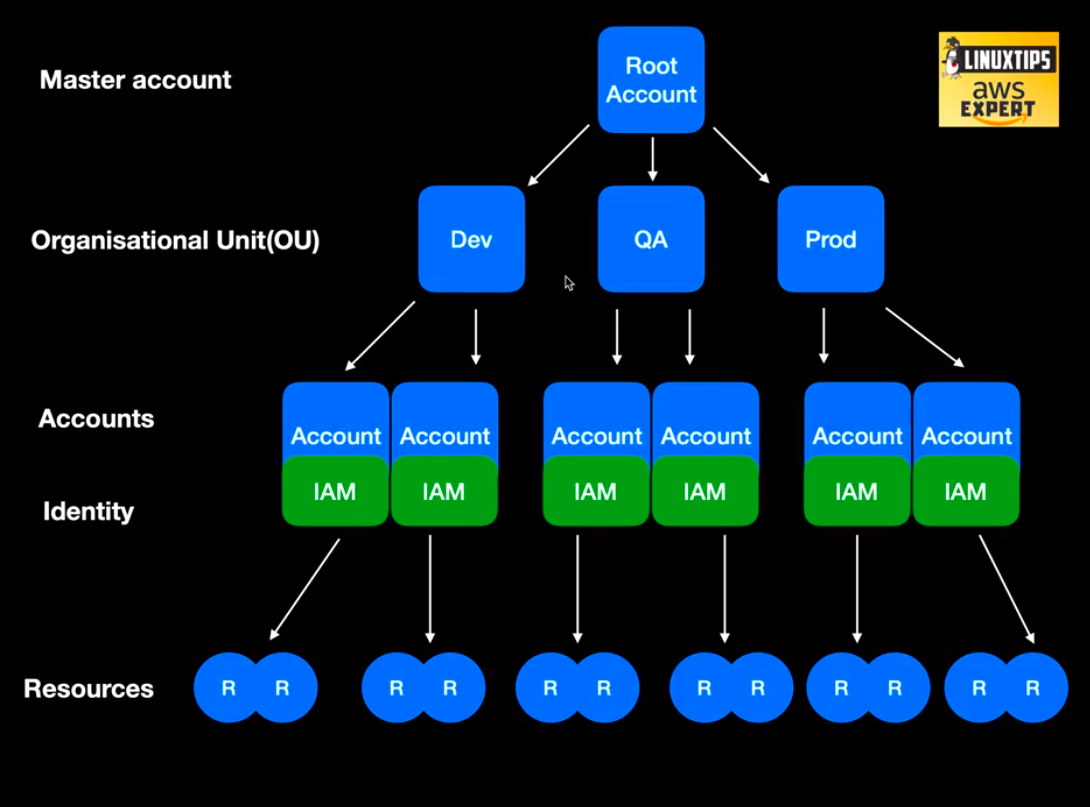 Master account
Root
Account
LINUXTIPS
aws
EXPERT
Organisational Unit(OU)
Dev
QA
Prod
Accounts
Account
Account
Account
Account
Account
Account
Identity
IAM
IAM
IAM
IAM
IAM
IAM
Resources
R
R
R
R
R
R
R
R
R
R
R
R